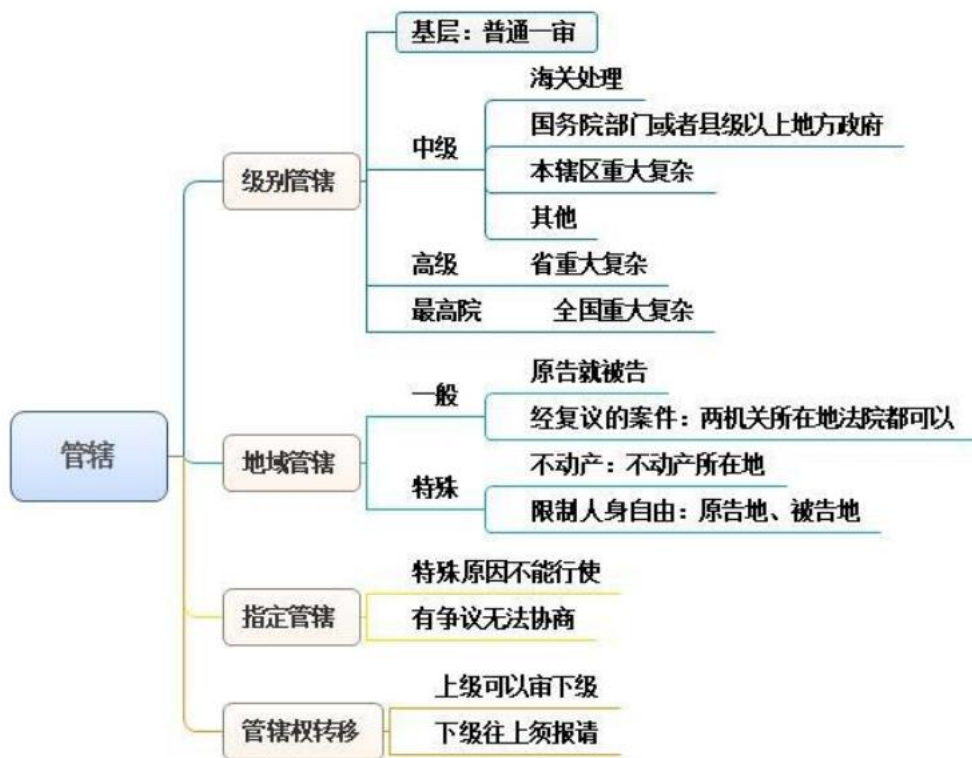 管辖
级别管辖
基层：普通一审
中级
海关处理
国务院部门或者县级以上地方政府
本辖区重大复杂
其他
高级 省重大复杂
最高院 全国重大复杂
地域管辖
一般
原告就被告
经复议的案件：两机关所在地法院都可以
特殊
不动产：不动产所在地
限制人身自由：原告地、被告地
指定管辖
特殊原因不能行使
有争议无法协商
管辖权转移
上级可以审下级
下级往上须报请